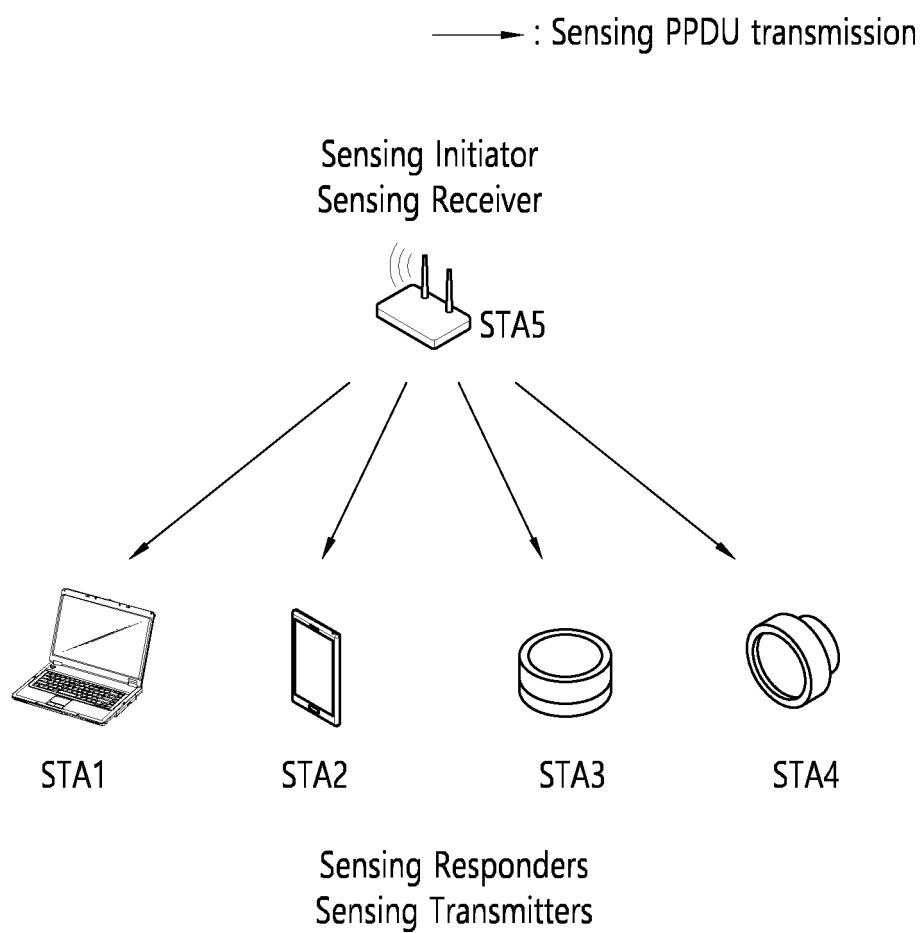 : Sensing PPDU transmission
Sensing Initiator
Sensing Receiver
STA5
STA1 STA2 STA3 STA4
Sensing Responders
Sensing Transmitters